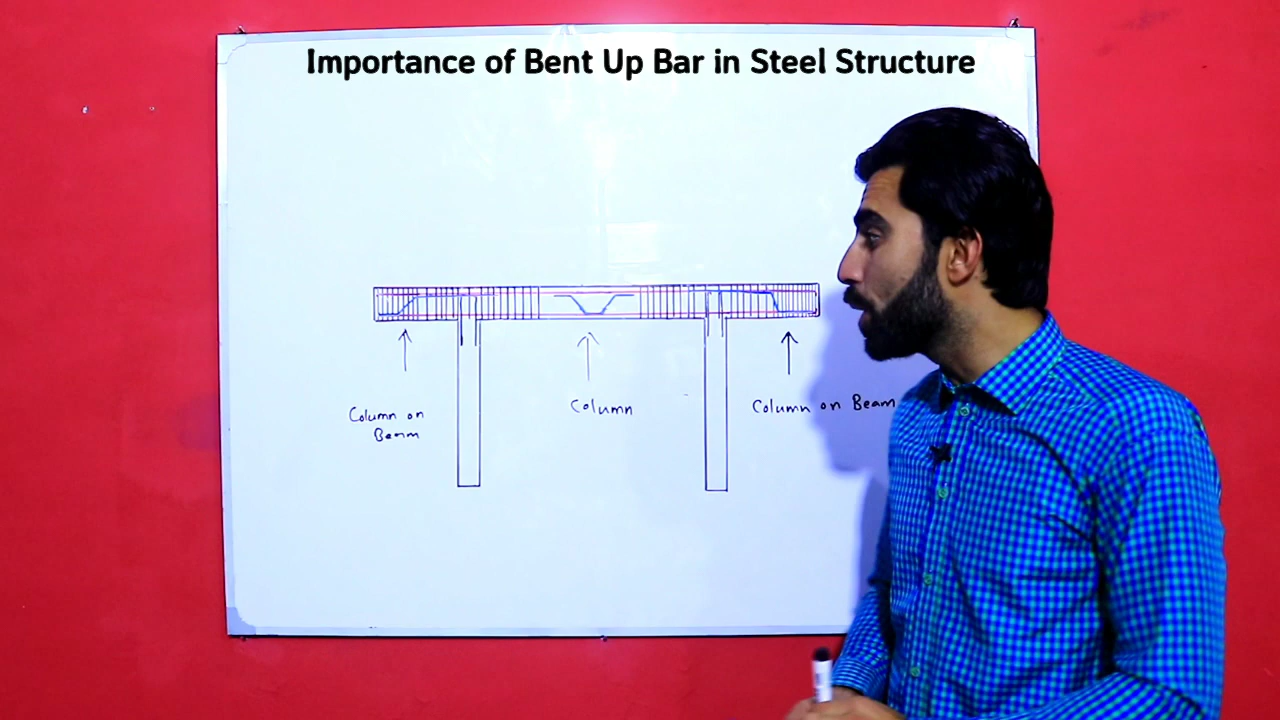 Importance of Bent Up Bar in Steel Structure
Column on
Beam
Column
Column on Beam